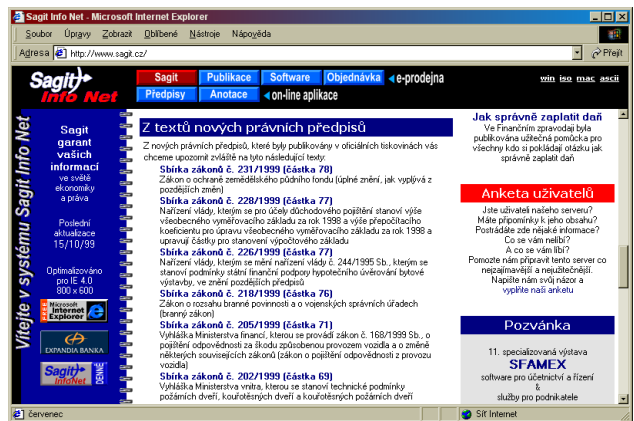 Sagit Info Net - Microsoft Internet Explorer
Soubor Úpravy Zobrazit Oblíbené Nástroje Nápověda
Adresa http://www.sagit.cz/ Přejít
Sagit
Info Net
Sagit Publikace Software Objednávka e-prodejna
Předpisy Anotace on-line aplikace
win iso mac ascii
Vítejte v systému Sagit Info Net
Sagit
garant
vašich
informací
ve světě
ekonomiky
a práva
Poslední
aktualizace
15/10/99
Optimalizováno
pro IE 4.0
800 x 600
FREE Microsoft
Internet
Explorer
EXPANDIA BANKA
Sagit
InfoNet
DENNĚ
Z textů nových právních předpisů
Z nových právních předpisů, které byly publikovány v oficiálních tiskovinách vás
chceme upozornit zvláště na tyto následující texty:
Sbírka zákonů č. 231/1999 (částka 78)
Zákon o ochraně zemědělského půdního fondu (úplné znění, jak vyplývá z
pozdějších změn)
Sbírka zákonů č. 228/1999 (částka 77)
Nařízení vlády, kterým se pro účely důchodového pojištění stanoví výše
všeobecného vyměřovacího základu za rok 1998 a výše přepočítacího
koeficientu pro úpravu všeobecného vyměřovacího základu za rok 1998 a
upravují částky pro stanovení výpočtového základu
Sbírka zákonů č. 226/1999 (částka 77)
Nařízení vlády, kterým se mění nařízení vlády č. 244/1995 Sb., kterým se
stanoví podmínky státní finanční podpory hypotečního úvěrování bytové
výstavby, ve znění pozdějších předpisů
Sbírka zákonů č. 218/1999 (částka 76)
Zákon o rozsahu branné povinnosti a o vojenských správních úřadech
(branný zákon)
Sbírka zákonů č. 205/1999 (částka 71)
Vyhláška Ministerstva financí, kterou se provádí zákon č. 168/1999 Sb., o
pojištění odpovědnosti za škodu způsobenou provozem vozidla a o změně
některých souvisejících zákonů (zákon o pojištění odpovědnosti z provozu
vozidla)
Sbírka zákonů č. 202/1999 (částka 69)
Vyhláška Ministerstva vnitra, kterou se stanoví technické podmínky
požárních dveří, kouřotěsných dveří a kouřotěsných požárních dveří
Jak správně zaplatit daň
Ve Finančním zpravodaji byla
publikována užitečná pomůcka pro
všechny kdo si pokládají otázku jak
správně zaplatit daň
Anketa uživatelů
Jste uživateli našeho serveru?
Máte připomínky k jeho obsahu?
Postrádáte zde nějaké informace?
Co se vám nelíbí?
A co se vám líbí?
Pomozte nám připravit tento server co
nejzajímavější a nejužitečnější.
Napište nám svůj názor a
vyplňte naši anketu
Pozvánka
11. specializovaná výstava
SFAMEX
software pro účetnictví a řízení
&
služby pro podnikatele
červenec
Síť Internet